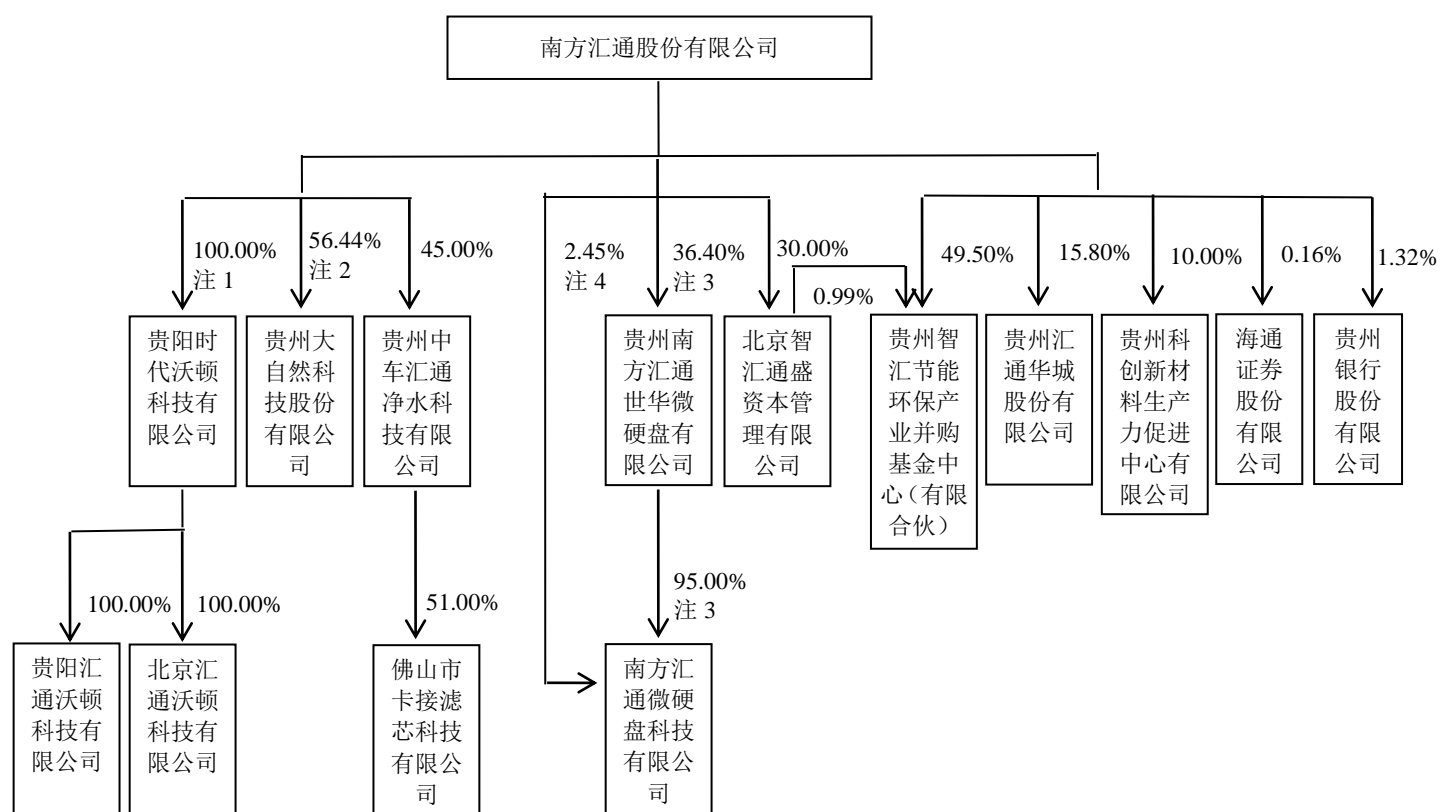 南方汇通股份有限公司
100.00%
注 1
56.44%
注 2
45.00%
2.45%
注 4
36.40%
注 3
30.00%
0.99%
49.50%
15.80%
10.00%
0.16%
1.32%
贵阳时
代沃顿
科技有
限公司
贵州大
自然科
技股份
有限公
司
贵州中
车汇通
净水科
技有限
公司
贵州南
方汇通
世华微
硬盘有
限公司
北京智
汇通盛
资本管
理有限
公司
贵州智
汇节能
环保产
业并购
基金中
心（有限
合伙）
贵州汇
通华城
股份有
限公司
贵州科
创新材
料生产
力促进
中心有
限公司
海通
证券
股份
有限
公司
贵州
银行
股份
有限
公司
100.00%
100.00%
51.00%
95.00%
注 3
贵阳汇
通沃顿
科技有
限公司
北京汇
通沃顿
科技有
限公司
佛山市
卡接滤
芯科技
有限公
司
南方汇
通微硬
盘科技
有限公
司